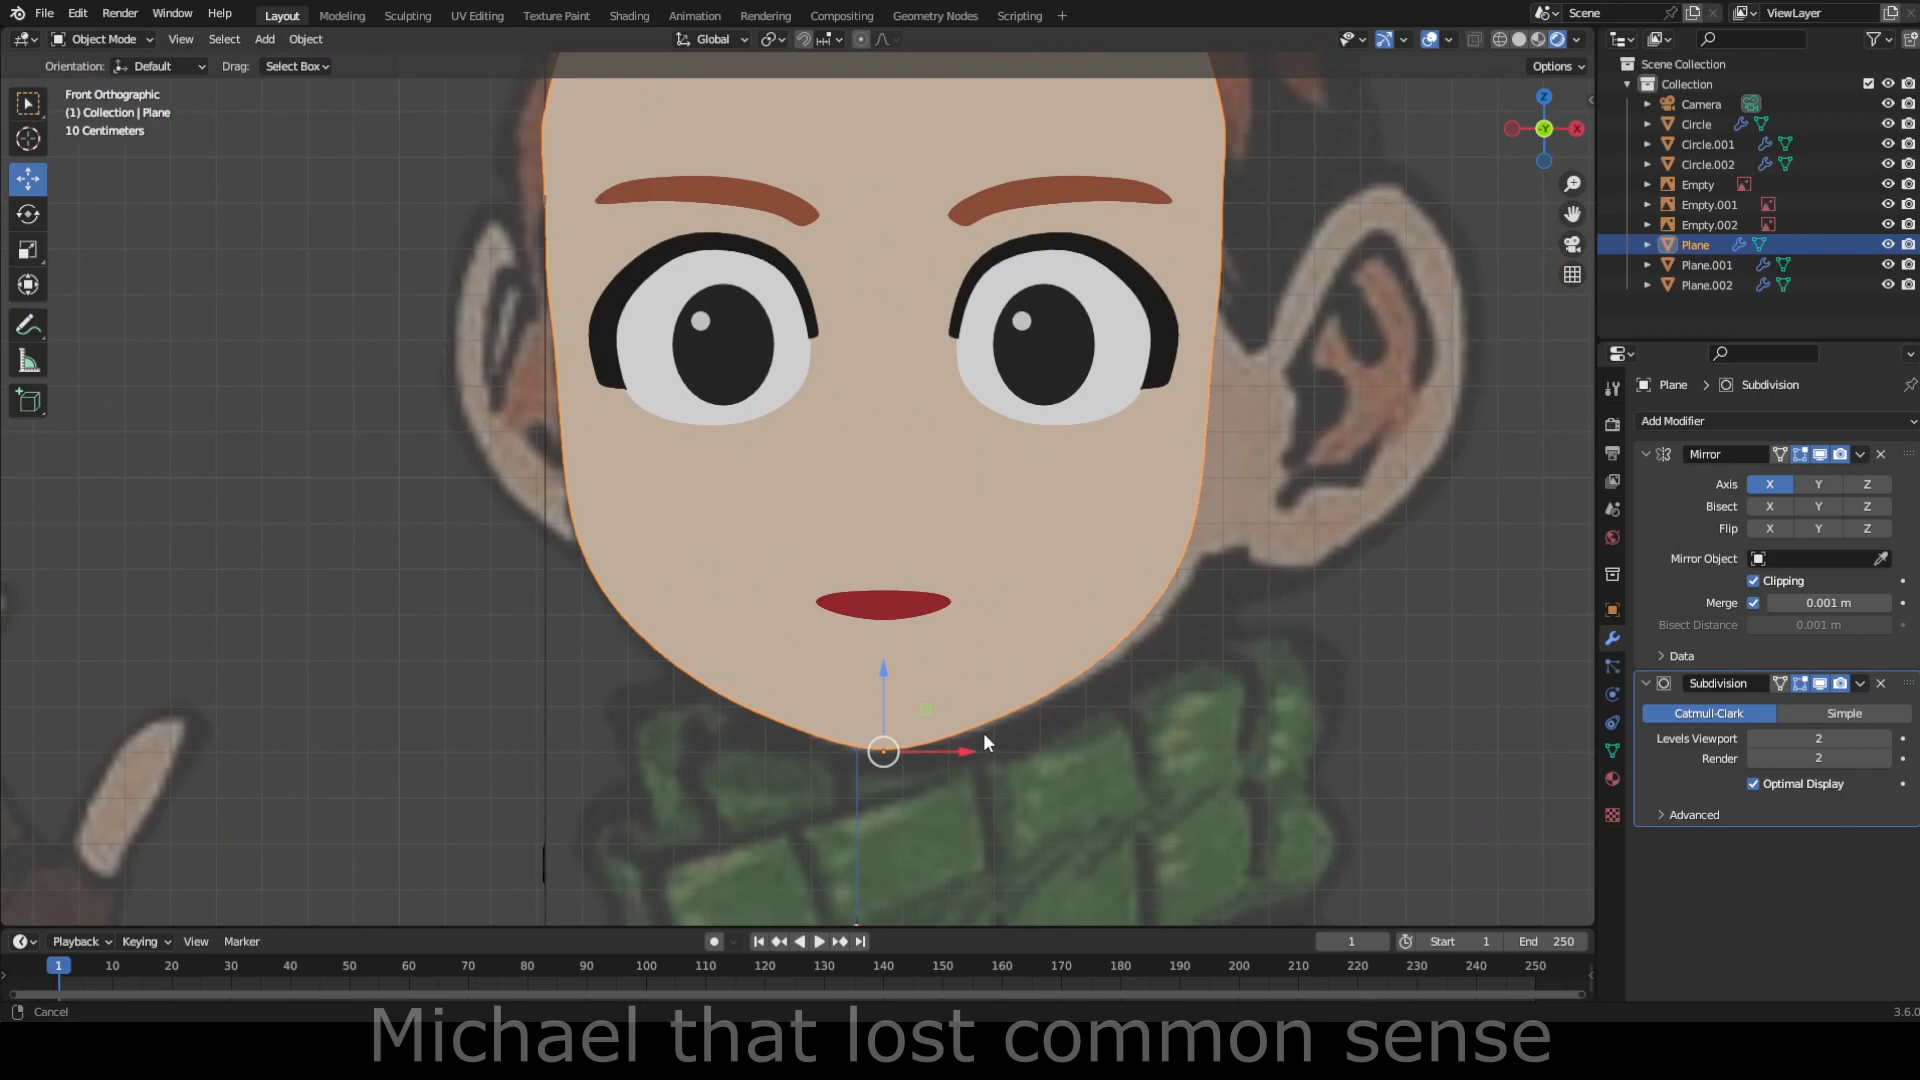 File Edit Render Window Help Layout Modeling Sculpting UV Editing Texture Paint Shading Animation Rendering Compositing Geometry Nodes Scripting + Scene ViewLayer
Object Mode View Select Add Object Global
Orientation: Default Drag: Select Box Options
Front Orthographic
(1) Collection | Plane
10 Centimeters
Z
-Y
X
Scene Collection
Collection
Camera
Circle
Circle.001
Circle.002
Empty
Empty.001
Empty.002
Plane
Plane.001
Plane.002
Plane > Subdivision
Add Modifier
Mirror
Axis X Y Z
Bisect X Y Z
Flip X Y Z
Mirror Object
Clipping
Merge 0.001 m
Bisect Distance 0.001 m
Data
Subdivision
Catmull-Clark Simple
Levels Viewport 2
Render 2
Optimal Display
Advanced
Playback Keying View Marker 1 Start 1 End 250
1 10 20 30 40 50 60 70 80 90 100 110 120 130 140 150 160 170 180 190 200 210 220 230 240 250
Cancel 3.6.0
Michael that lost common sense